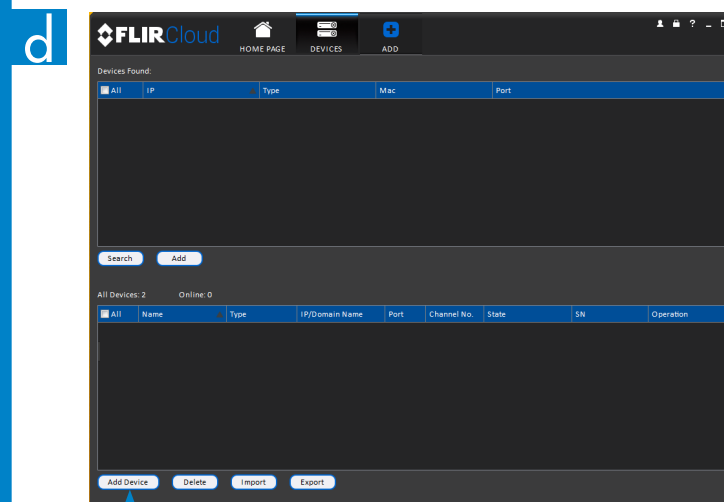 d
FLIR Cloud
HOME PAGE DEVICES ADD
?
Devices Found:
All IP Type Mac Port
Search Add
All Devices: 2 Online: 0
All Name Type IP/Domain Name Port Channel No. State SN Operation
Add Device Delete Import Export